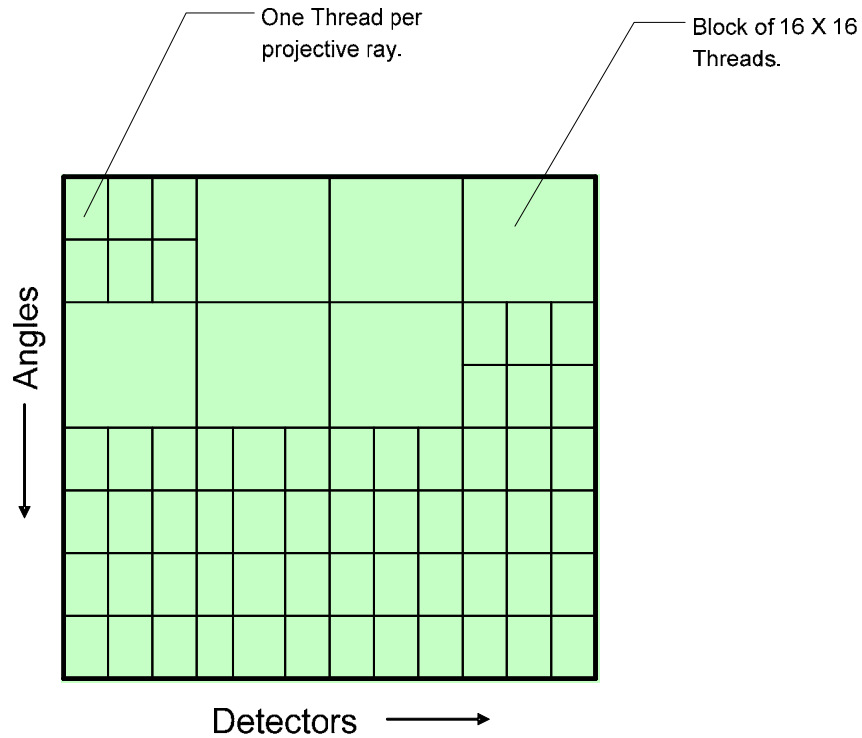 One Thread per
projective ray.
Block of 16 X 16
Threads.
Angles
Detectors